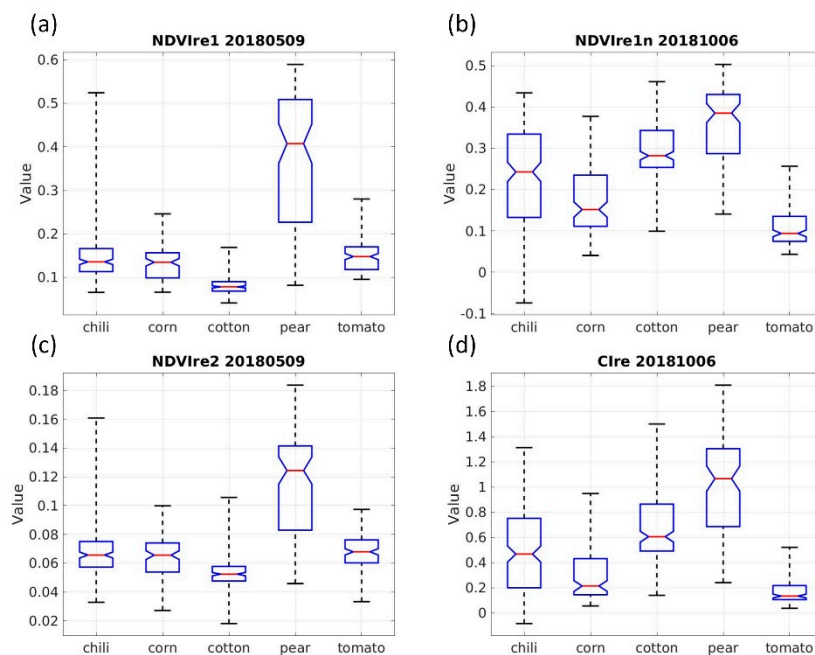 (a)
NDVIre1 20180509
0.6
0.5
0.4
0.3
0.2
0.1
Value
chili corn cotton pear tomato
(b)
NDVIre1n 20181006
0.5
0.4
0.3
0.2
0.1
0
-0.1
Value
chili corn cotton pear tomato
(c)
NDVIre2 20180509
0.18
0.16
0.14
0.12
0.1
0.08
0.06
0.04
0.02
Value
chili corn cotton pear tomato
(d)
CIre 20181006
1.8
1.6
1.4
1.2
1
0.8
0.6
0.4
0.2
0
Value
chili corn cotton pear tomato